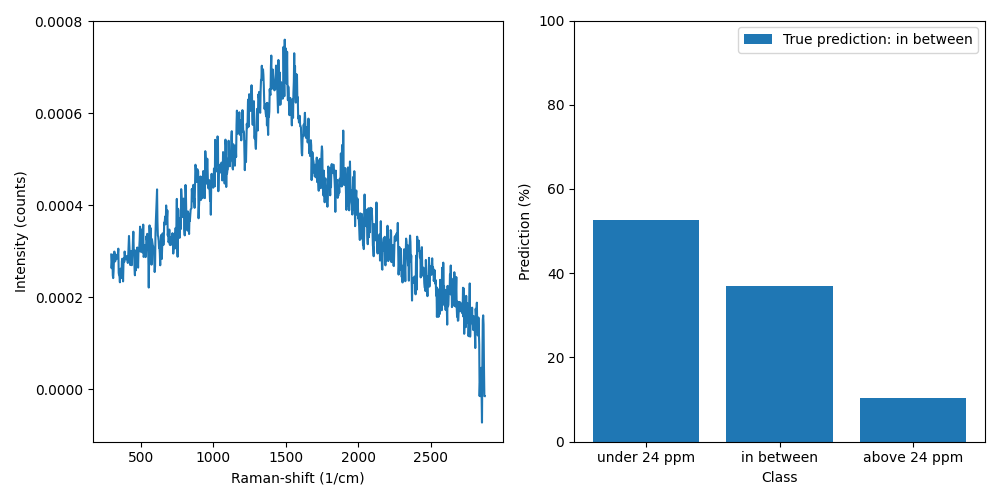 0.0008
0.0006
0.0004
0.0002
0.0000
Intensity (counts)
500 1000 1500 2000 2500
Raman-shift (1/cm)
100
80
60
40
20
0
Prediction (%)
True prediction: in between
under 24 ppm in between above 24 ppm
Class